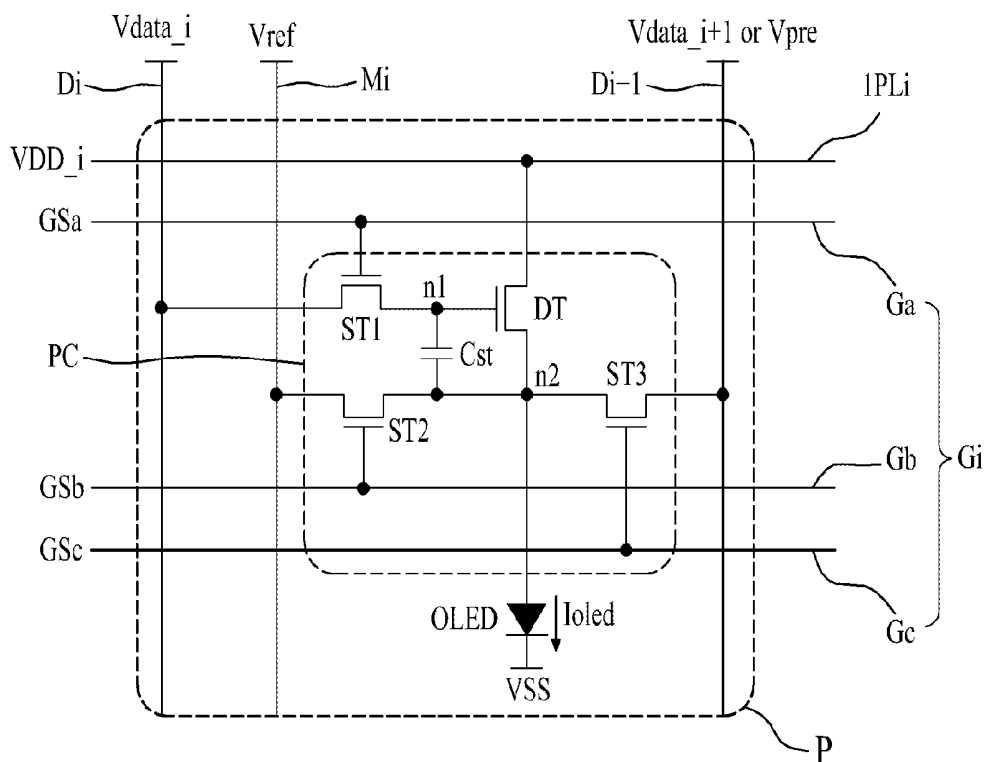 Vdata_i
Vref
Vdata_i+1 or Vpre
Di
Mi
Di-1
1PLi
VDD_i
GSa
n1
DT
Ga
ST1
PC
Cst
n2
ST3
ST2
Gb
Gi
GSb
GSc
OLED
Ioled
Gc
VSS
P